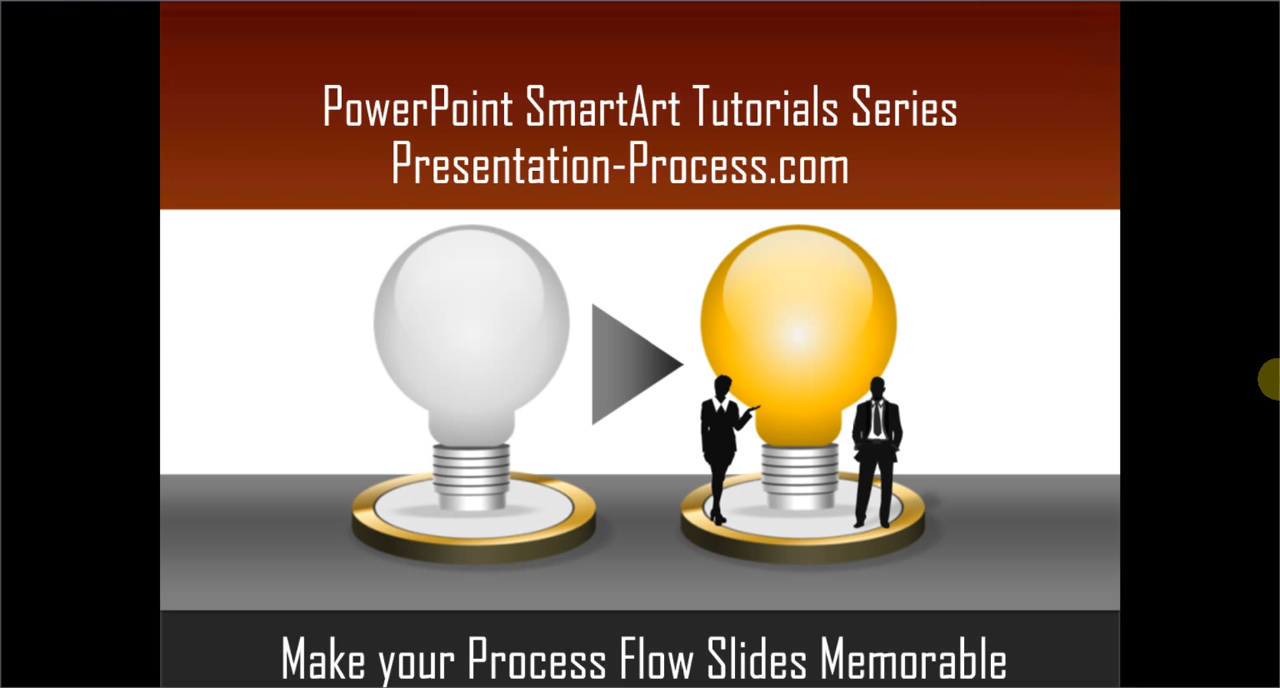 PowerPoint SmartArt Tutorials Series
Presentation-Process.com
Make your Process Flow Slides Memorable